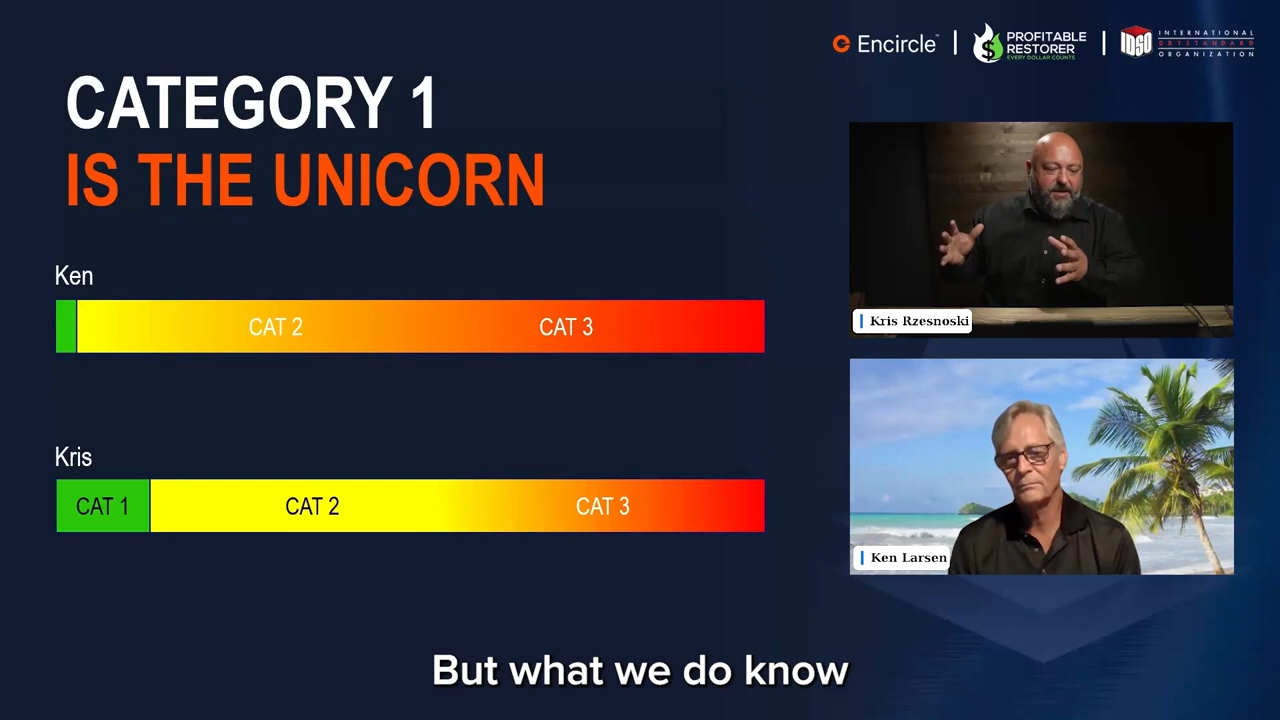 Encircle
PROFITABLE
RESTORER
EVERY DOLLAR COUNTS
IDSO
INTERNATIONAL
DRYSTANDARD
ORGANIZATION
CATEGORY 1
IS THE UNICORN
Ken
CAT 2
CAT 3
Kris
CAT 1
CAT 2
CAT 3
Kris Rzesnoski
Ken Larsen
But what we do know